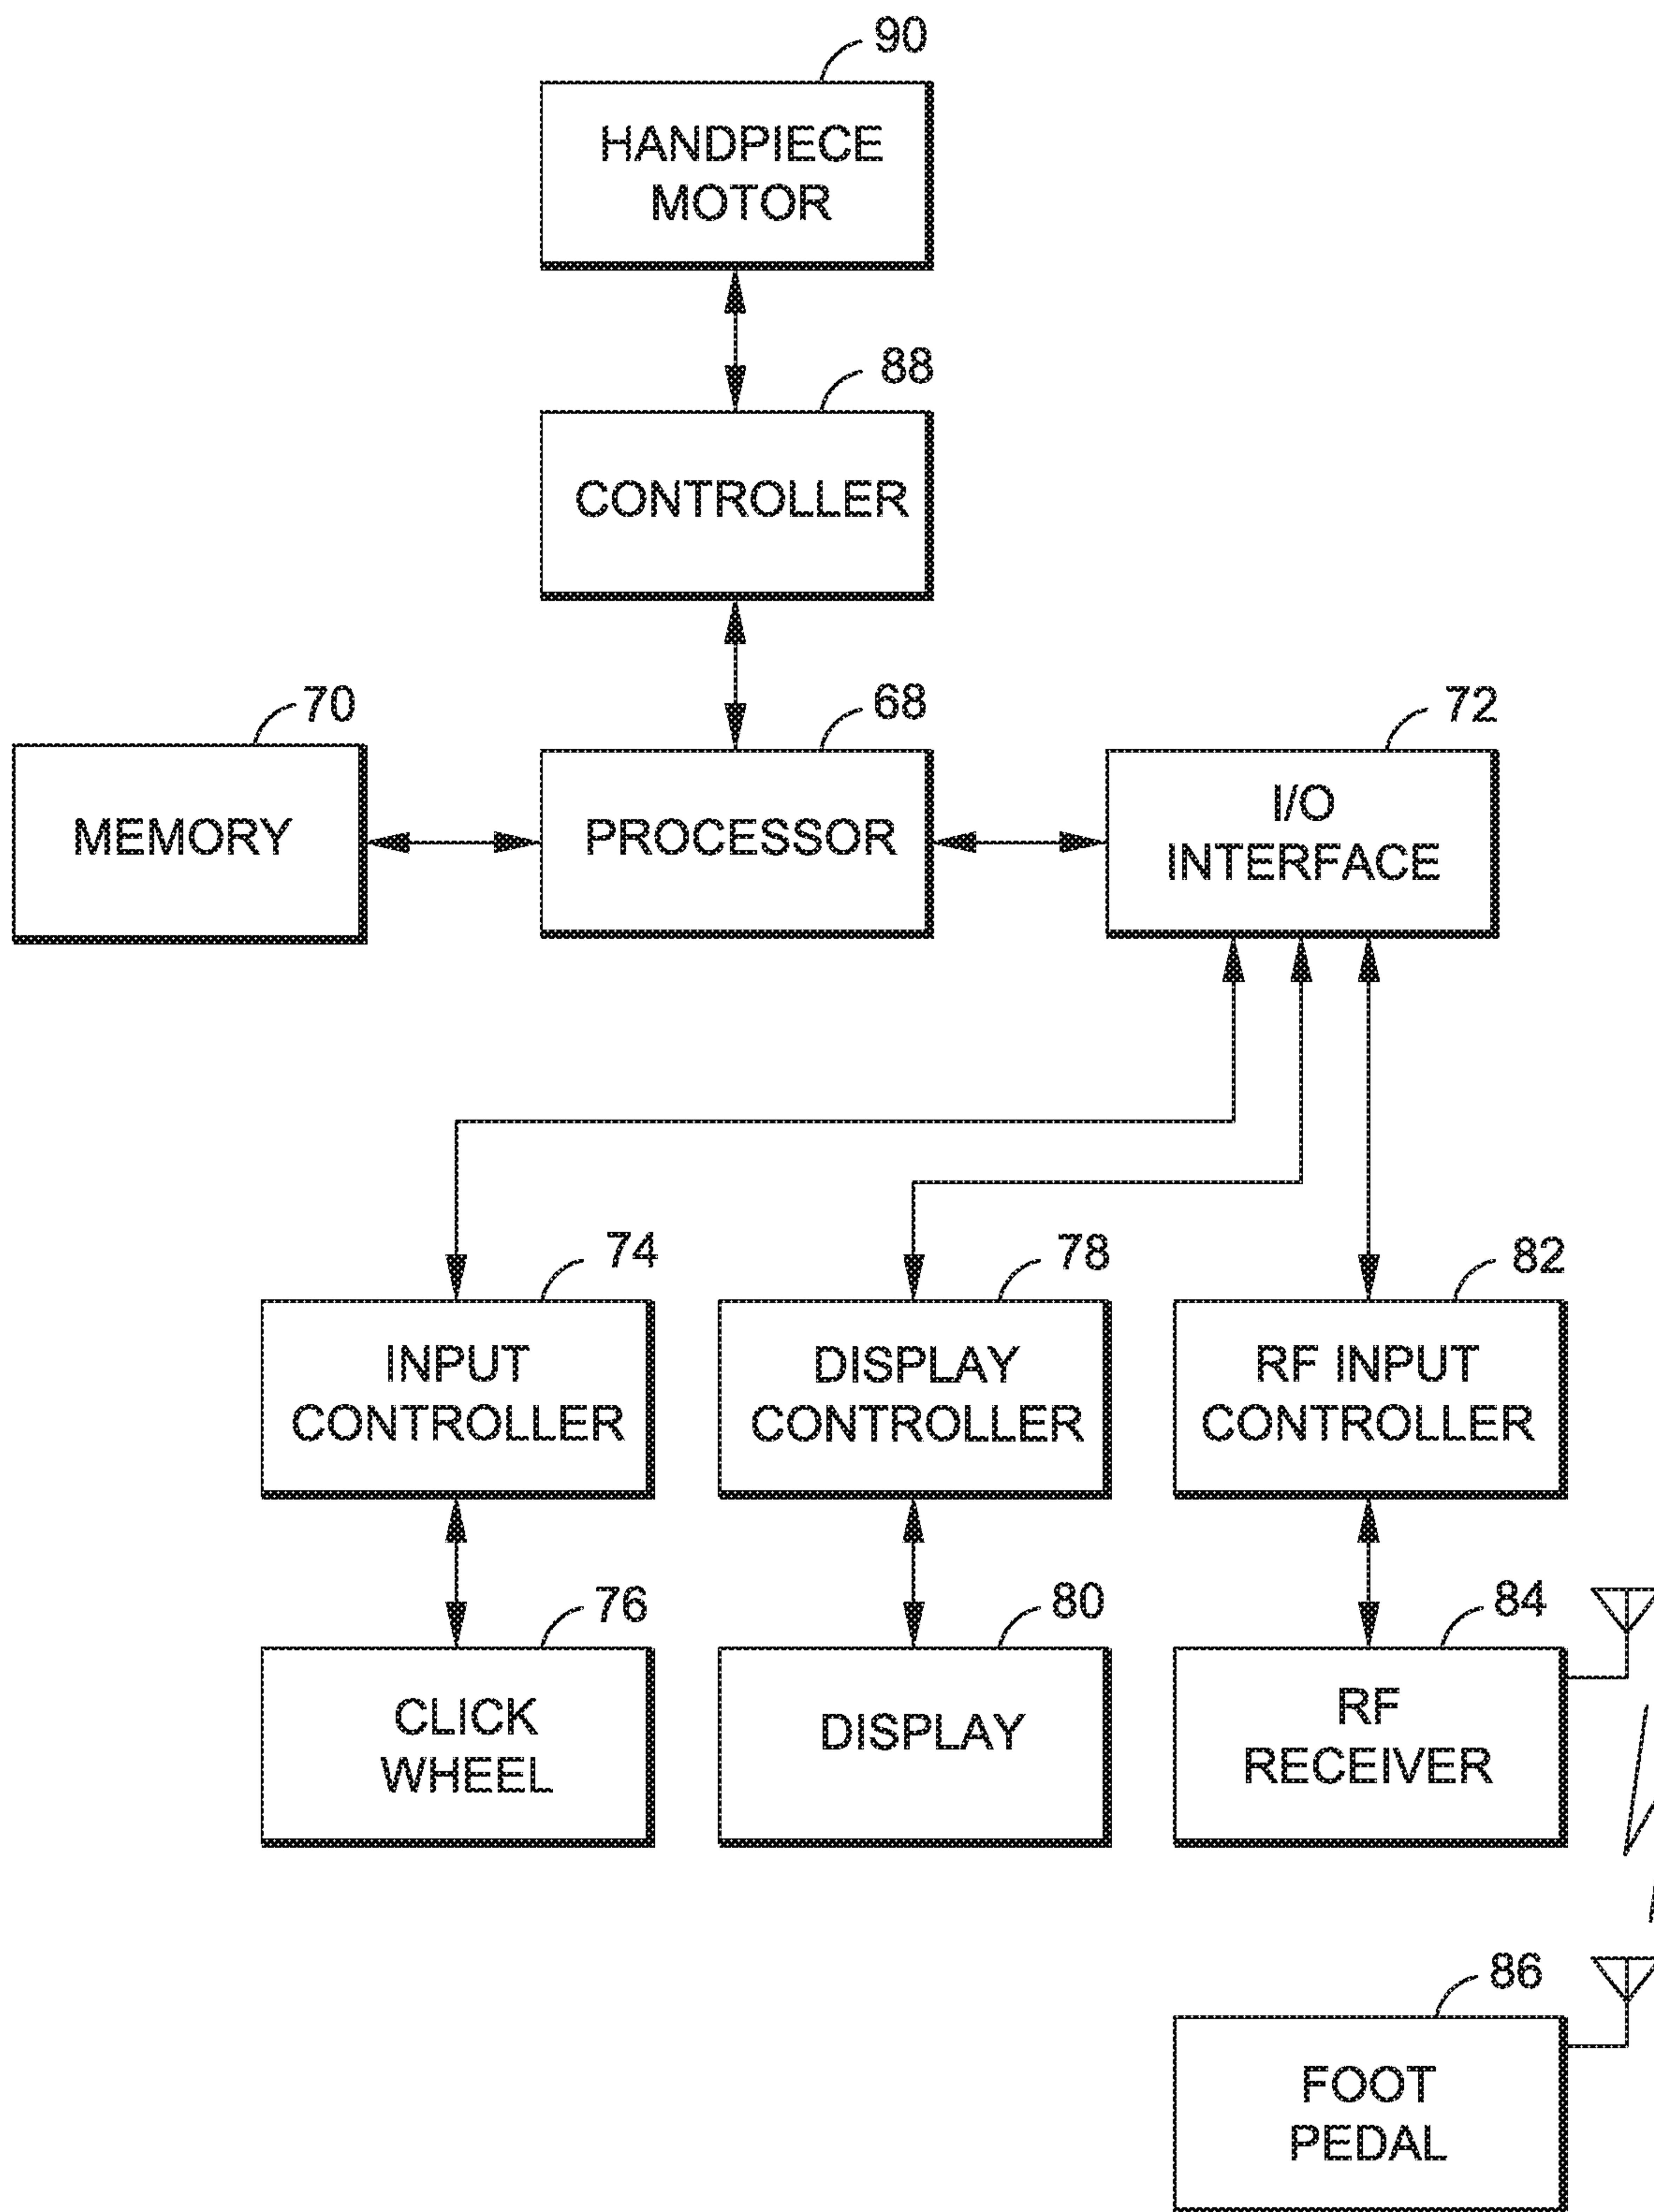 90
HANDPIECE
MOTOR
88
CONTROLLER
70
68
72
MEMORY
PROCESSOR
I/O
INTERFACE
74
78
82
INPUT
CONTROLLER
DISPLAY
CONTROLLER
RF INPUT
CONTROLLER
76
80
84
CLICK
WHEEL
DISPLAY
RF
RECEIVER
86
FOOT
PEDAL